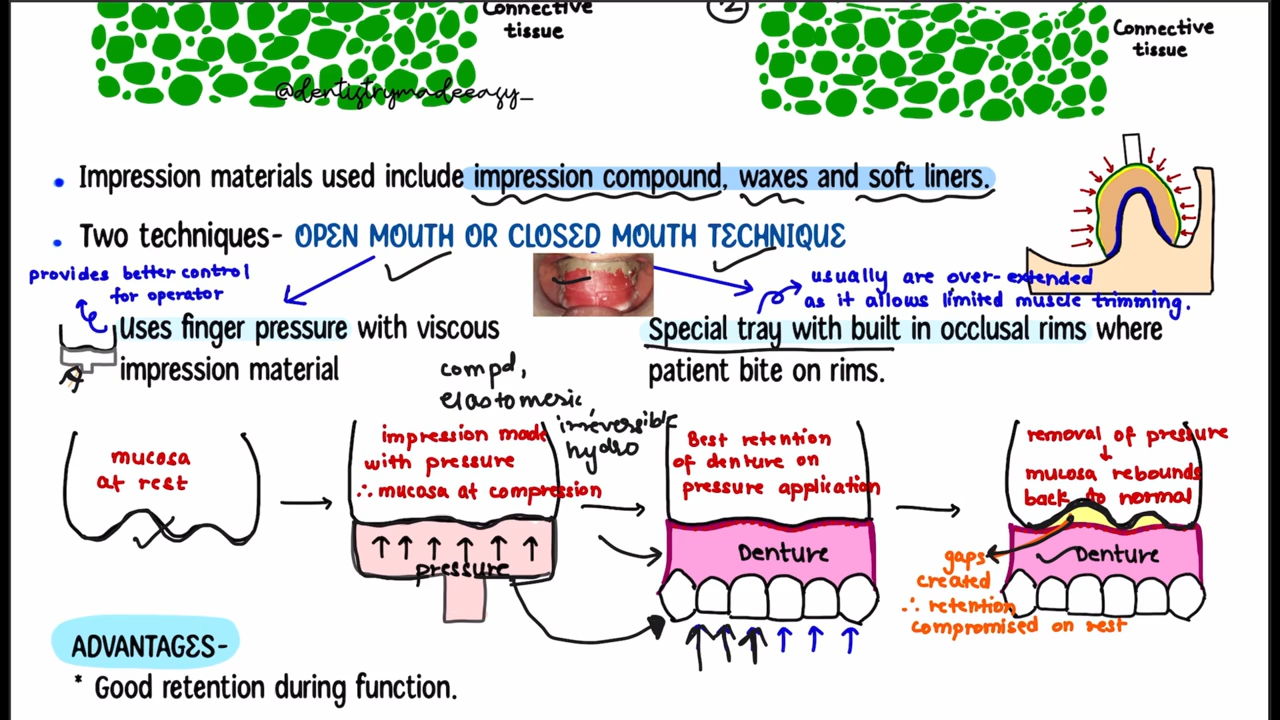 Connective
tissue
2
Connective
tissue
@dentistrymadeeasy_
• Impression materials used include impression compound, waxes and soft liners.
• Two techniques- OPEN MOUTH OR CLOSED MOUTH TECHNIQUE
provides better control
for operator
usually are over-extended
as it allows limited muscle trimming.
Uses finger pressure with viscous
impression material
Special tray with built in occlusal rims where
patient bite on rims.
compd,
elastomeric,
irreversible
hydro
mucosa
at rest
impression made
with pressure
∴ mucosa at compression
pressure
Best retention
of denture on
pressure application
Denture
removal of pressure
↓
mucosa rebounds
back to normal
Denture
gaps
created
∴ retention
compromised on rest
ADVANTAGES-
* Good retention during function.